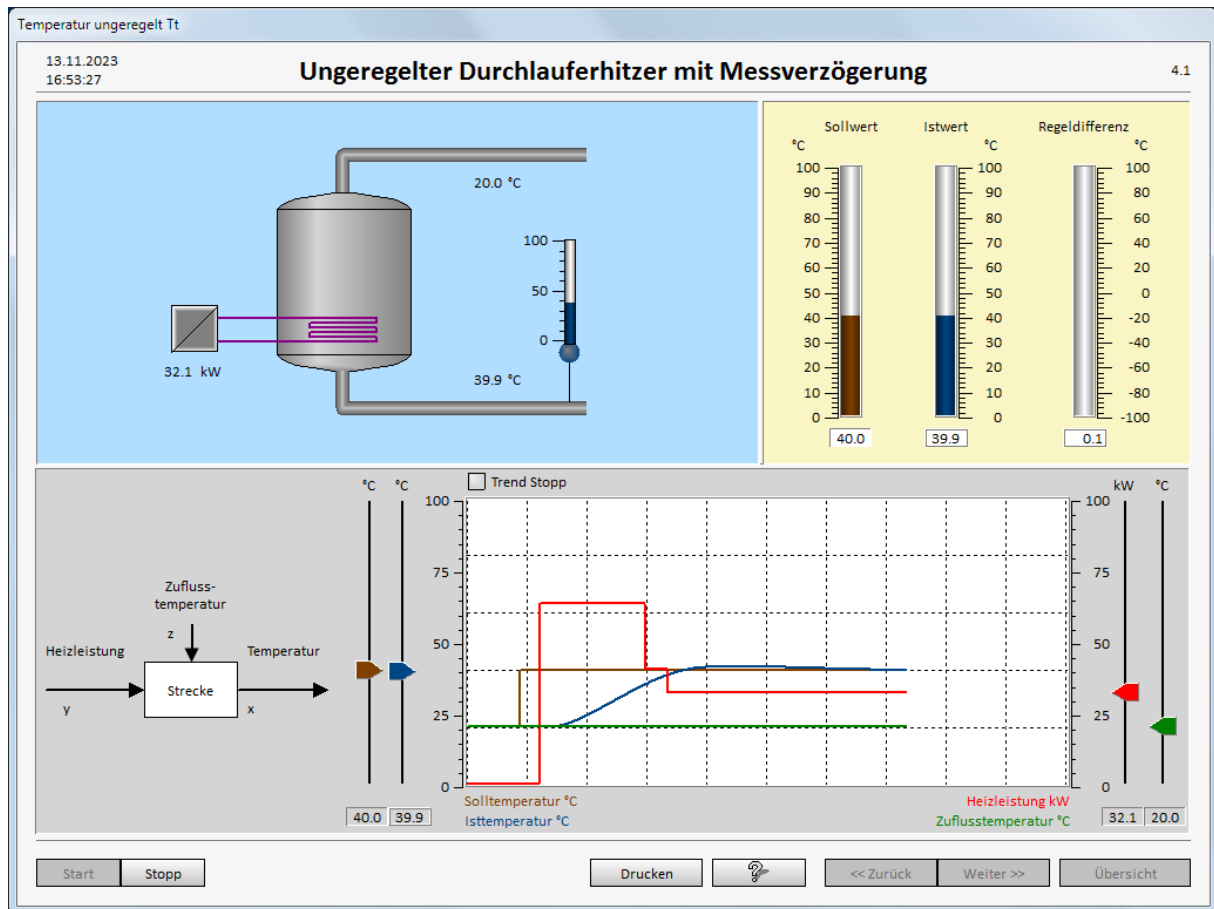 Temperatur ungeregelt Tt
13.11.2023
16:53:27
Ungeregelter Durchlauferhitzer mit Messverzögerung
4.1
20.0 °C
100
50
0
32.1 kW
39.9 °C
Sollwert Istwert Regeldifferenz
°C °C °C
100 100 100
90 90 80
80 80 60
70 70 40
60 60 20
50 50 0
40 40 -20
30 30 -40
20 20 -60
10 10 -80
0 0 -100
40.0 39.9 0.1
°C °C
Trend Stopp
kW °C
100 100
75 75
50 50
25 25
0 0
Zufluss-
temperatur
z
Heizleistung Temperatur
Strecke
y x
Solltemperatur °C Heizleistung kW
40.0 39.9 Isttemperatur °C Zuflusstemperatur °C 32.1 20.0
Start Stopp Drucken ? << Zurück Weiter >> Übersicht